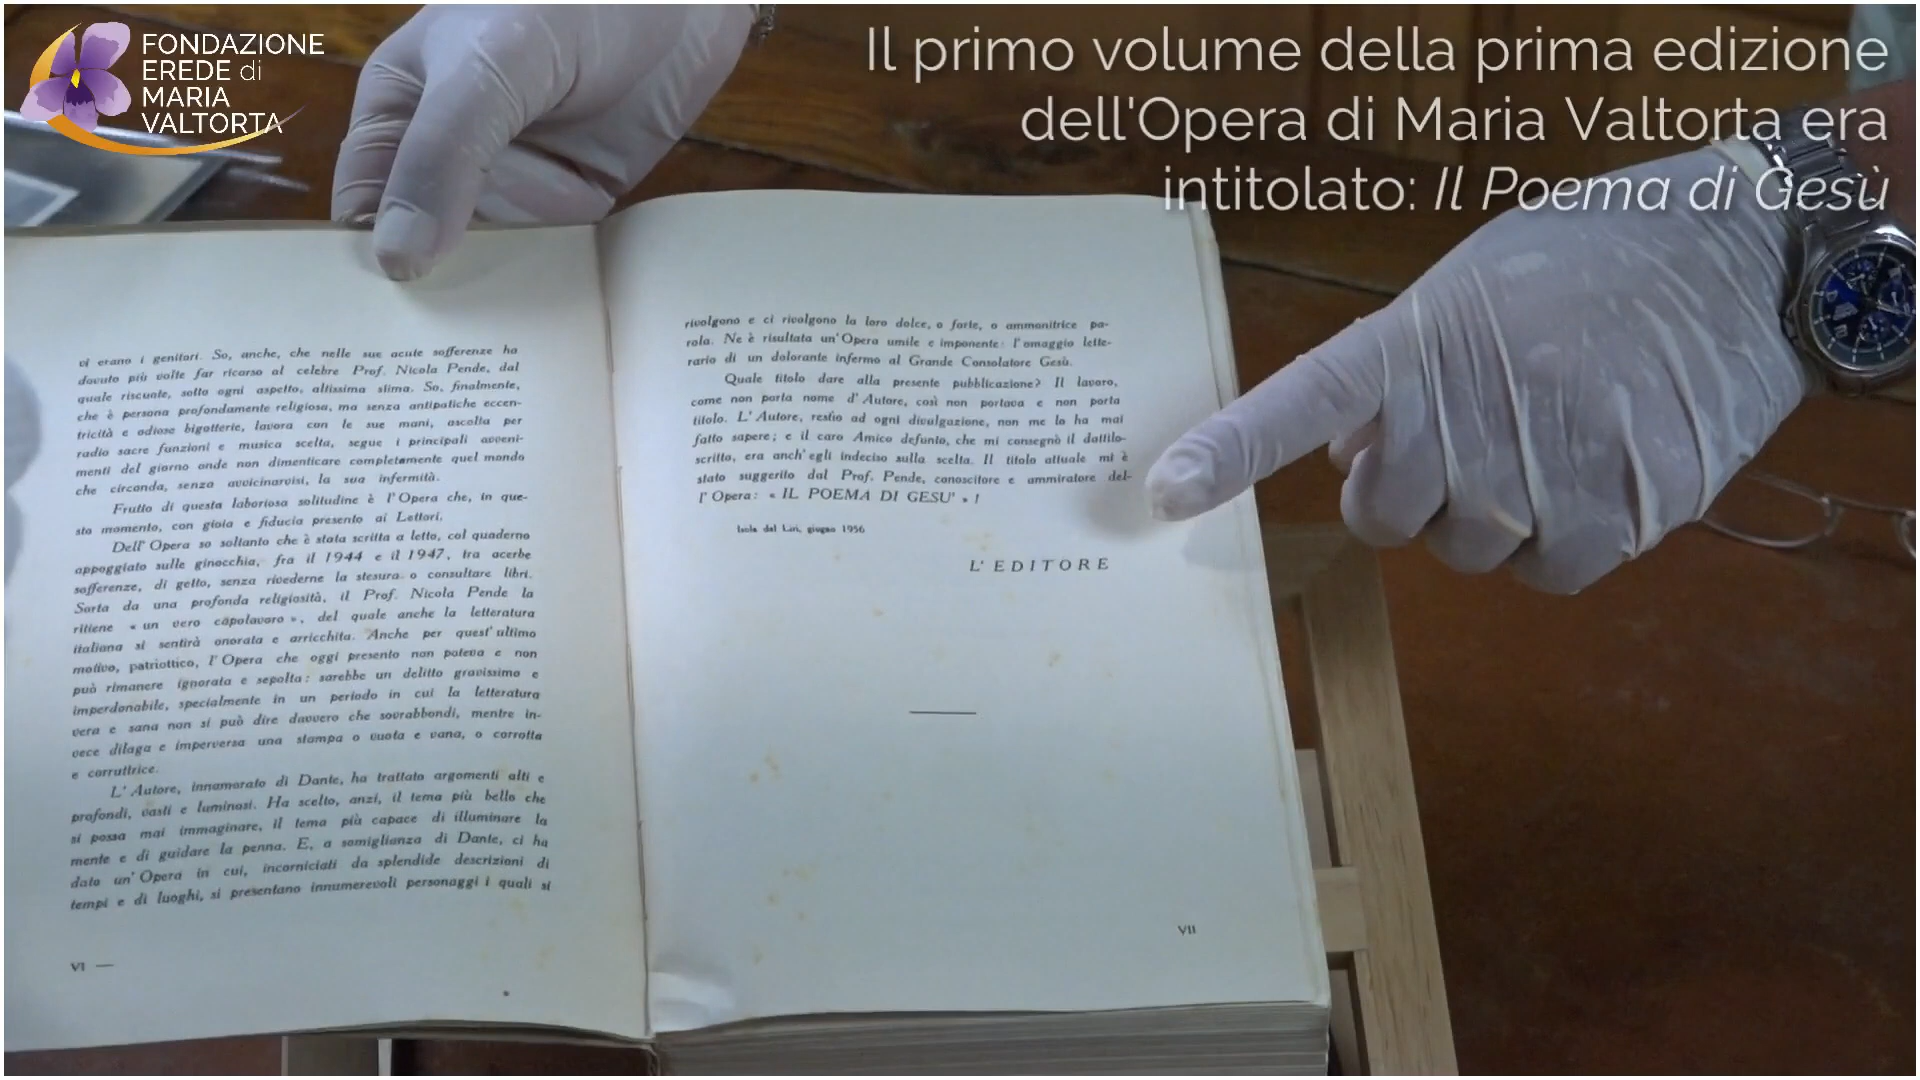 FONDAZIONE
EREDE di
MARIA
VALTORTA
Il primo volume della prima edizione
dell'Opera di Maria Valtorta era
intitolato: Il Poema di Gesù
vi erano i genitori. So, anche, che nelle sue acute sofferenze ha
dovuto più volte far ricorso al celebre Prof. Nicola Pende, dal
quale riscuote, sotto ogni aspetto, altissima stima. So, finalmente,
che è persona profondamente religiosa, ma senza antipatiche eccen-
tricità e odiose bigotterie, lavora con le sue mani, ascolta per
radio sacre funzioni e musica scelta, segue i principali avveni-
menti del giorno onde non dimenticare completamente quel mondo
che circonda, senza avvicinarvisi, la sua infermità.
Frutto di questa laboriosa solitudine è l'Opera che, in que-
sto momento, con gioia e fiducia presento ai Lettori.
Dell'Opera so soltanto che è stata scritta a letto, col quaderno
appoggiato sulle ginocchia, fra il 1944 e il 1947, tra acerbe
sofferenze, di getto, senza rivederne la stesura o consultare libri.
Sorta da una profonda religiosità, il Prof. Nicola Pende la
ritiene « un vero capolavoro », del quale anche la letteratura
italiana si sentirà onorata e arricchita. Anche per quest'ultimo
motivo, patriottico, l'Opera che oggi presento non poteva e non
può rimanere ignorata e sepolta: sarebbe un delitto gravissimo e
imperdonabile, specialmente in un periodo in cui la letteratura
vera e sana non si può dire davvero che sovrabbondi, mentre in-
vece dilaga e imperversa una stampa o vuota e vana, o corrotta
e corruttrice.
L'Autore, innamorato di Dante, ha trattato argomenti alti e
profondi, vasti e luminosi. Ha scelto, anzi, il tema più bello che
si possa mai immaginare, il tema più capace di illuminare la
mente e di guidare la penna. E, a somiglianza di Dante, ci ha
dato un'Opera in cui, incorniciati da splendide descrizioni di
tempi e di luoghi, si presentano innumerevoli personaggi i quali si
VI —
rivolgono e ci rivolgono la loro dolce, o forte, o ammonitrice pa-
rola. Ne è risultata un'Opera umile e imponente: l'omaggio lette-
rario di un dolorante infermo al Grande Consolatore Gesù.
Quale titolo dare alla presente pubblicazione? Il lavoro,
come non porta nome d'Autore, così non portava e non porta
titolo. L'Autore, restio ad ogni divulgazione, non me lo ha mai
fatto sapere; e il caro Amico defunto, che mi consegnò il dattilo-
scritto, era anch'egli indeciso sulla scelta. Il titolo attuale mi è
stato suggerito dal Prof. Pende, conoscitore e ammiratore del-
l'Opera: « IL POEMA DI GESU' » !
Isola del Liri, giugno 1956
L'EDITORE
VII